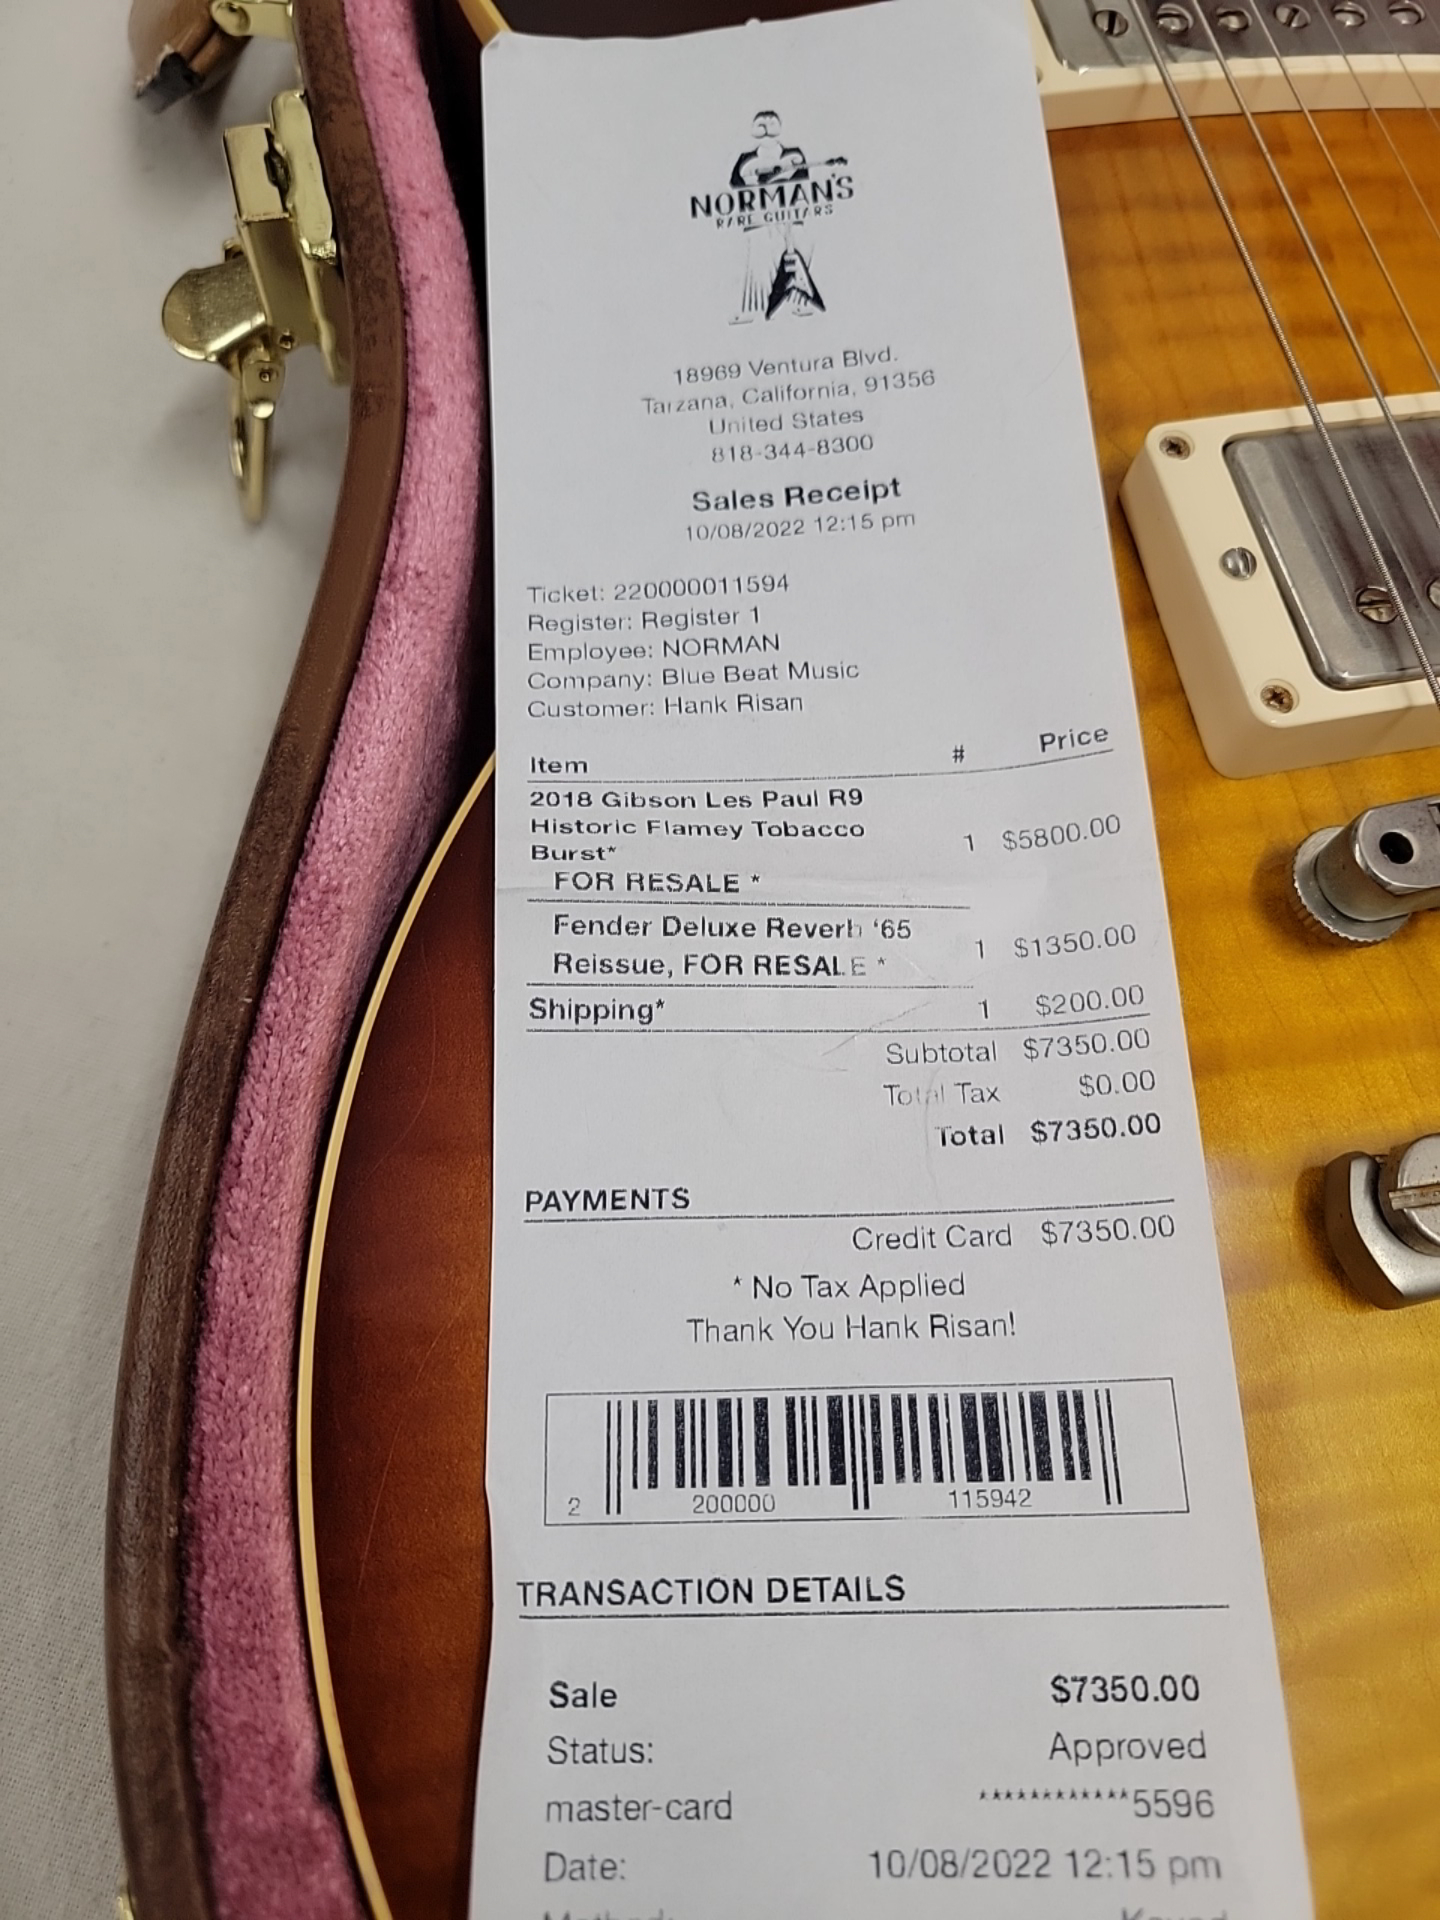 NORMAN'S
RARE GUITARS
18969 Ventura Blvd.
Tarzana, California, 91356
United States
818-344-8300
Sales Receipt
10/08/2022 12:15 pm
Ticket: 220000011594
Register: Register 1
Employee: NORMAN
Company: Blue Beat Music
Customer: Hank Risan
Item # Price
2018 Gibson Les Paul R9
Historic Flamey Tobacco
Burst* 1 $5800.00
FOR RESALE *
Fender Deluxe Reverb '65
Reissue, FOR RESALE * 1 $1350.00
Shipping* 1 $200.00
Subtotal $7350.00
Total Tax $0.00
Total $7350.00
PAYMENTS
Credit Card $7350.00
* No Tax Applied
Thank You Hank Risan!
2 200000 115942
TRANSACTION DETAILS
Sale $7350.00
Status: Approved
master-card ************5596
Date: 10/08/2022 12:15 pm
Method: Keyed